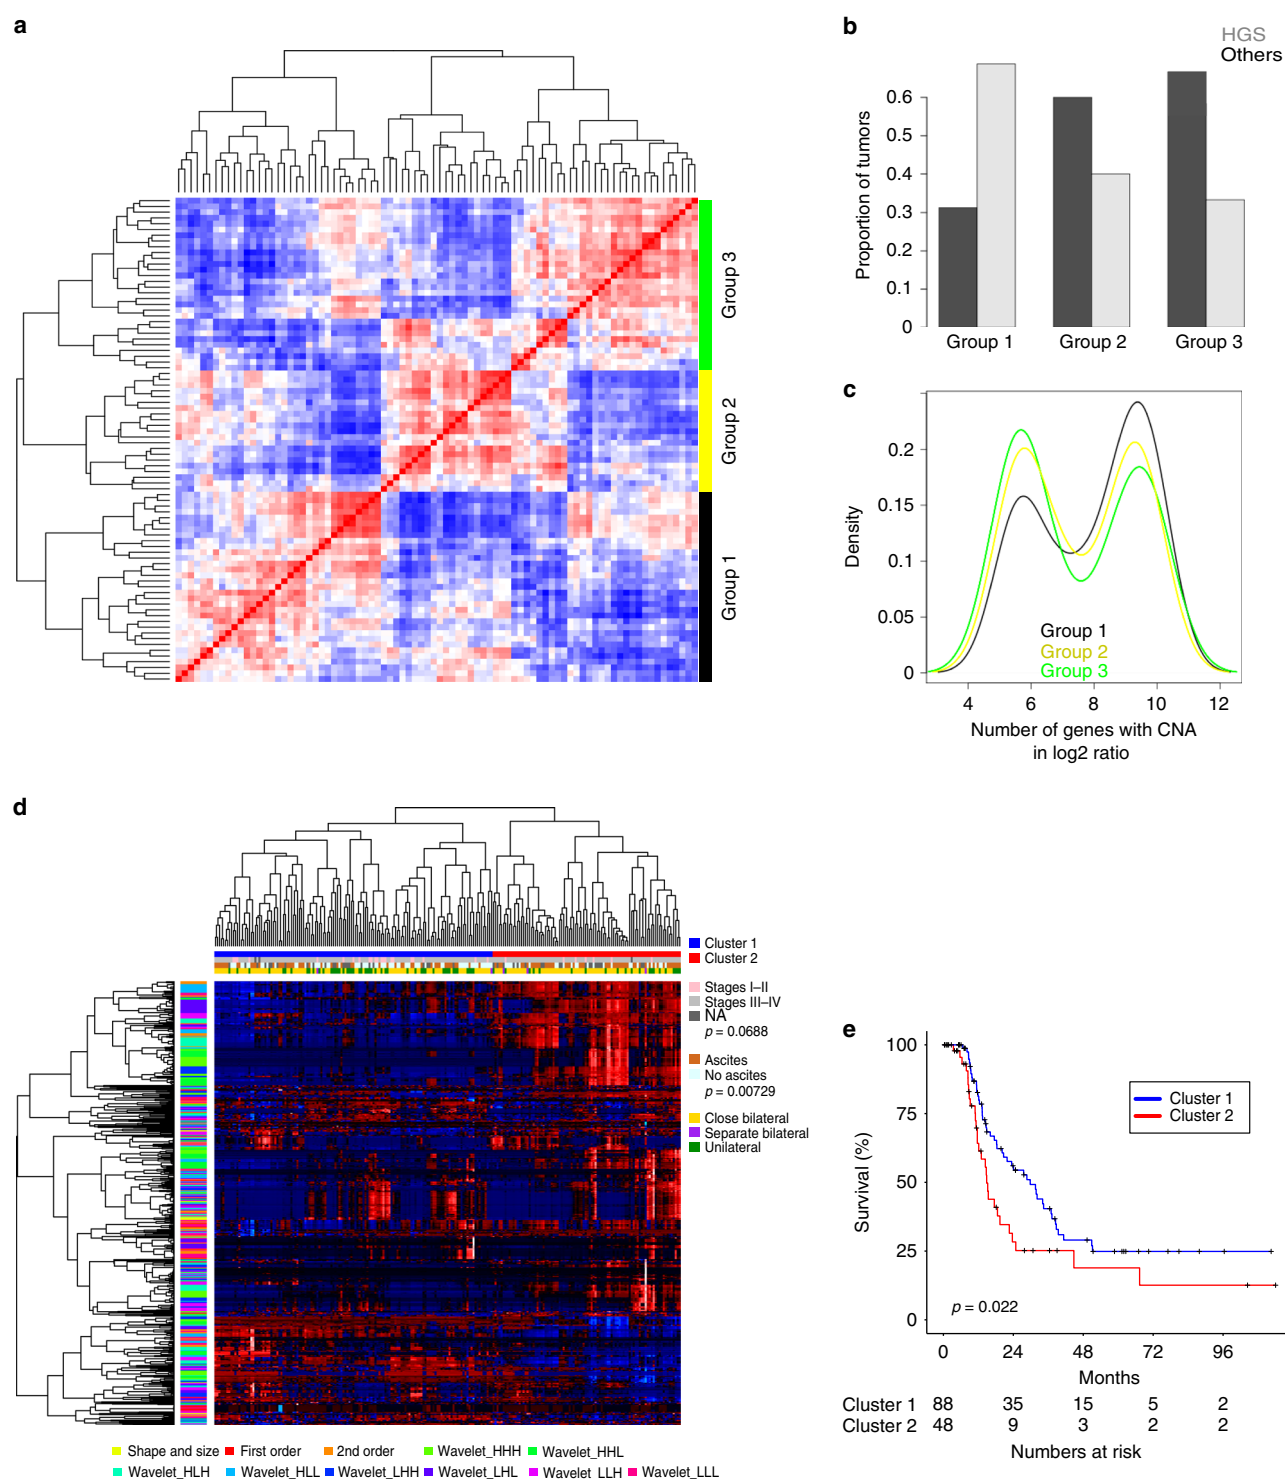 a
Group 3
Group 2
Group 1
b
HGS
Others
Proportion of tumors
0.6
0.5
0.4
0.3
0.2
0.1
0
Group 1 Group 2 Group 3
c
Density
0.2
0.15
0.1
0.05
0
Group 1
Group 2
Group 3
4 6 8 10 12
Number of genes with CNA
in log2 ratio
d
Cluster 1
Cluster 2
Stages I–II
Stages III–IV
NA
p = 0.0688
Ascites
No ascites
p = 0.00729
Close bilateral
Separate bilateral
Unilateral
Shape and size First order 2nd order Wavelet_HHH Wavelet_HHL
Wavelet_HLH Wavelet_HLL Wavelet_LHH Wavelet_LHL Wavelet_LLH Wavelet_LLL
e
Survival (%)
100
75
50
25
0
Cluster 1
Cluster 2
p = 0.022
0 24 48 72 96
Months
Cluster 1 88 35 15 5 2
Cluster 2 48 9 3 2 2
Numbers at risk